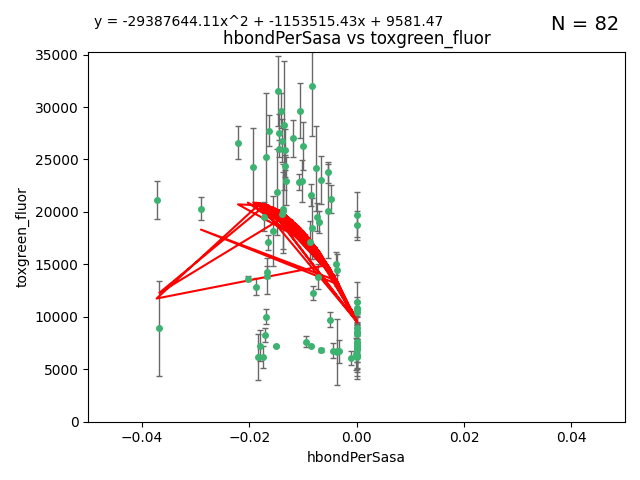 y = -29387644.11x^2 + -1153515.43x + 9581.47
N = 82
hbondPerSasa vs toxgreen_fluor
35000
30000
25000
20000
15000
10000
5000
0
toxgreen_fluor
−0.04
−0.02
0.00
0.02
0.04
hbondPerSasa